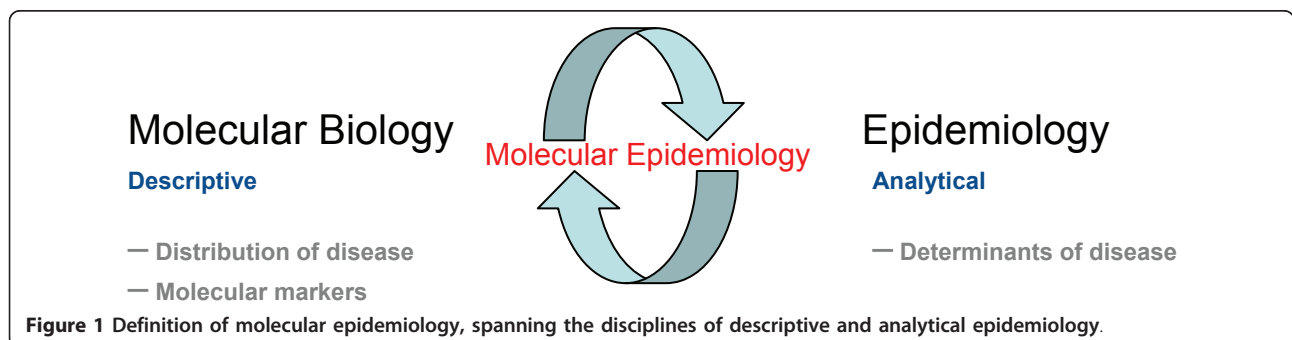 Molecular Biology
Descriptive
— Distribution of disease
— Molecular markers
Molecular Epidemiology
Epidemiology
Analytical
— Determinants of disease
Figure 1 Definition of molecular epidemiology, spanning the disciplines of descriptive and analytical epidemiology.